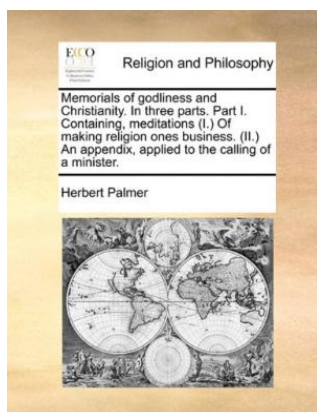 ECCO
Religion and Philosophy
Memorials of godliness and
Christianity. In three parts. Part I.
Containing, meditations (I.) Of
making religion ones business. (II.)
An appendix, applied to the calling of
a minister.
Herbert Palmer